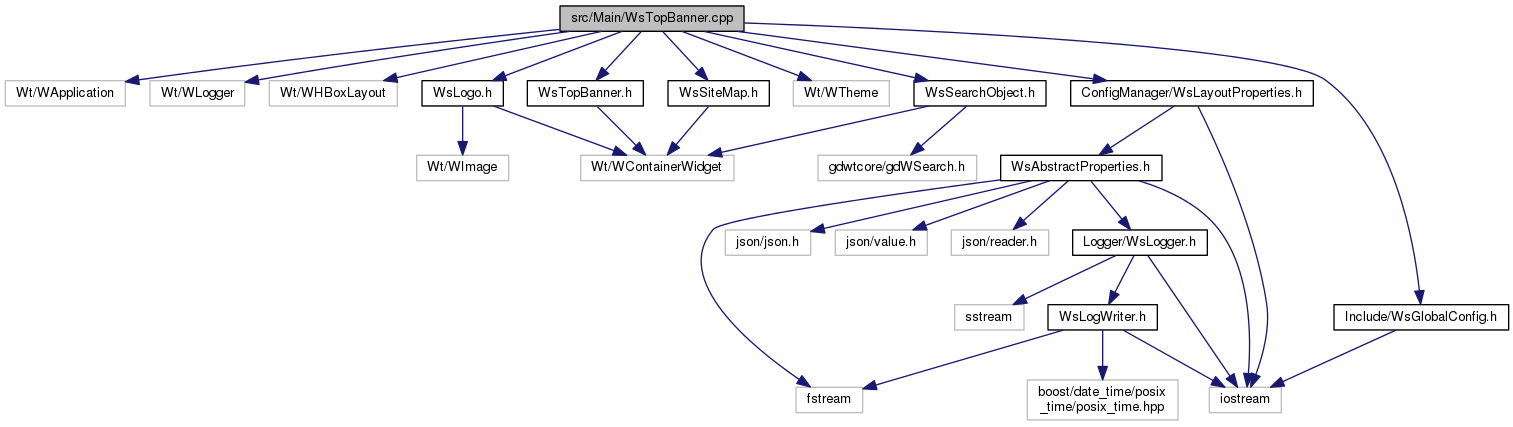 src/Main/WsTopBanner.cpp
Wt/WApplication
Wt/WLogger
Wt/WHBoxLayout
WsLogo.h
WsTopBanner.h
WsSiteMap.h
Wt/WTheme
WsSearchObject.h
ConfigManager/WsLayoutProperties.h
Wt/WImage
Wt/WContainerWidget
gdwtcore/gdWSearch.h
WsAbstractProperties.h
json/json.h
json/value.h
json/reader.h
Logger/WsLogger.h
sstream
WsLogWriter.h
Include/WsGlobalConfig.h
fstream
boost/date_time/posix
_time/posix_time.hpp
iostream